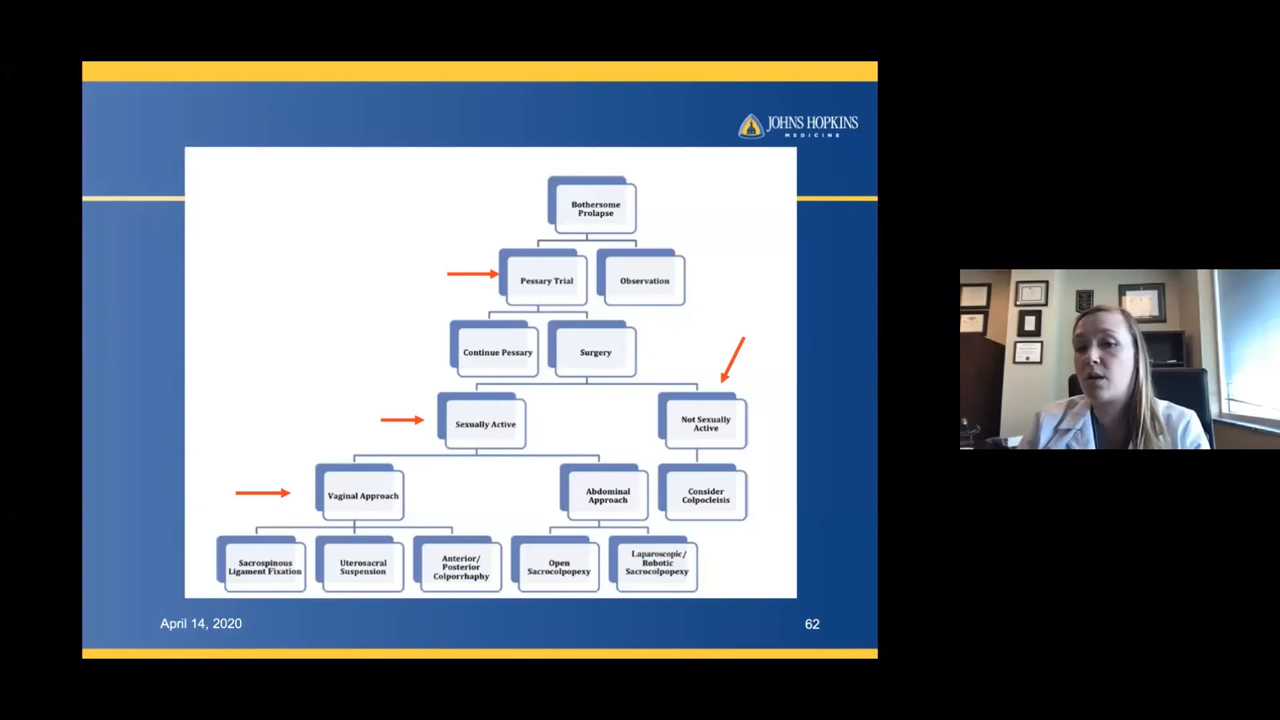 JOHNS HOPKINS
MEDICINE
Bothersome
Prolapse
Pessary Trial
Observation
Continue Pessary
Surgery
Sexually Active
Not Sexually
Active
Vaginal Approach
Abdominal
Approach
Consider
Colpocleisis
Sacrospinous
Ligament Fixation
Uterosacral
Suspension
Anterior/
Posterior
Colporrhaphy
Open
Sacrocolpopexy
Laparoscopic/
Robotic
Sacrocolpopexy
April 14, 2020
62